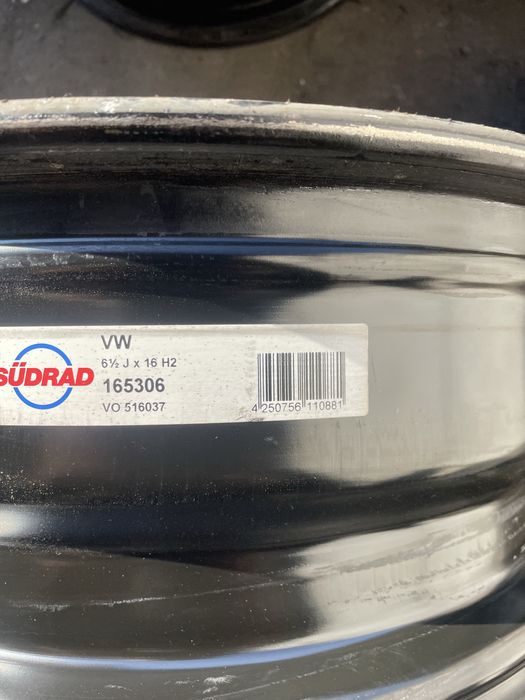 VW
6½ J x 16 H2
SÜDRAD
165306
VO 516037
4 250756 110881